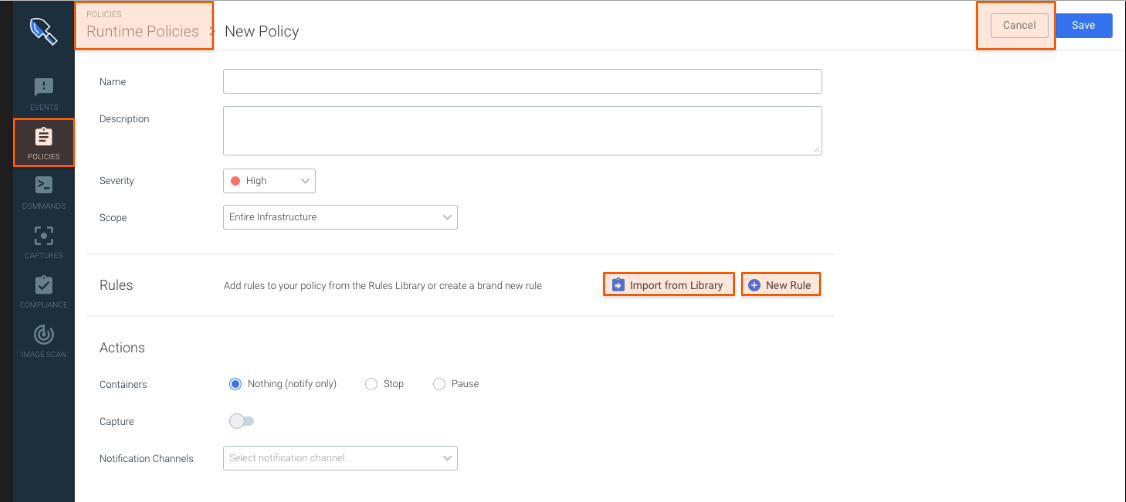 POLICIES
Runtime Policies > New Policy
Cancel
Save
EVENTS
POLICIES
COMMANDS
CAPTURES
COMPLIANCE
IMAGE SCAN
Name
Description
Severity
High
Scope
Entire Infrastructure
Rules
Add rules to your policy from the Rules Library or create a brand new rule
Import from Library
New Rule
Actions
Containers
Nothing (notify only)
Stop
Pause
Capture
Notification Channels
Select notification channel...